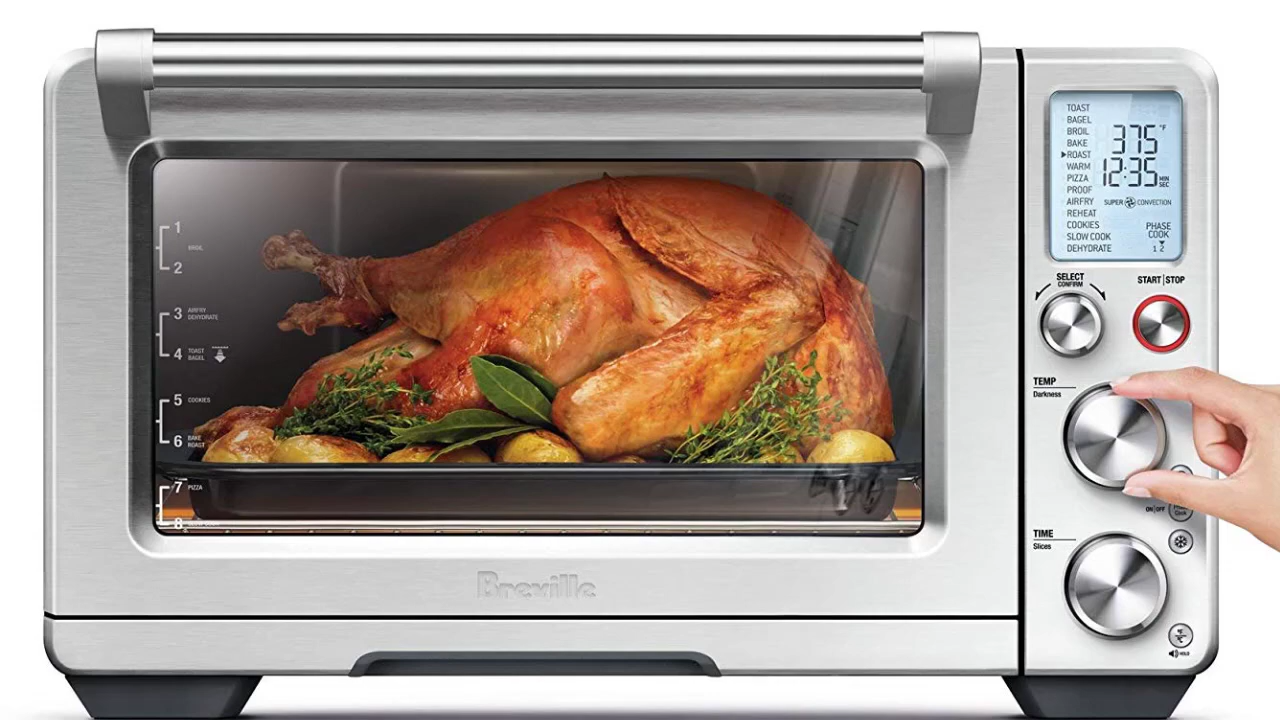 1
BROIL
2
3
AIRFRY
DEHYDRATE
4
TOAST
BAGEL
5
COOKIES
6
BAKE
ROAST
7
PIZZA
8
Breville
TOAST
BAGEL
BROIL
BAKE
ROAST
WARM
PIZZA
PROOF
AIRFRY
REHEAT
COOKIES
SLOW COOK
DEHYDRATE
375 °F
12:35 MIN
SEC
SUPER CONVECTION
PHASE
COOK
1 2
SELECT
CONFIRM
START|STOP
TEMP
Darkness
ON|OFF
TIME
Slices
HOLD